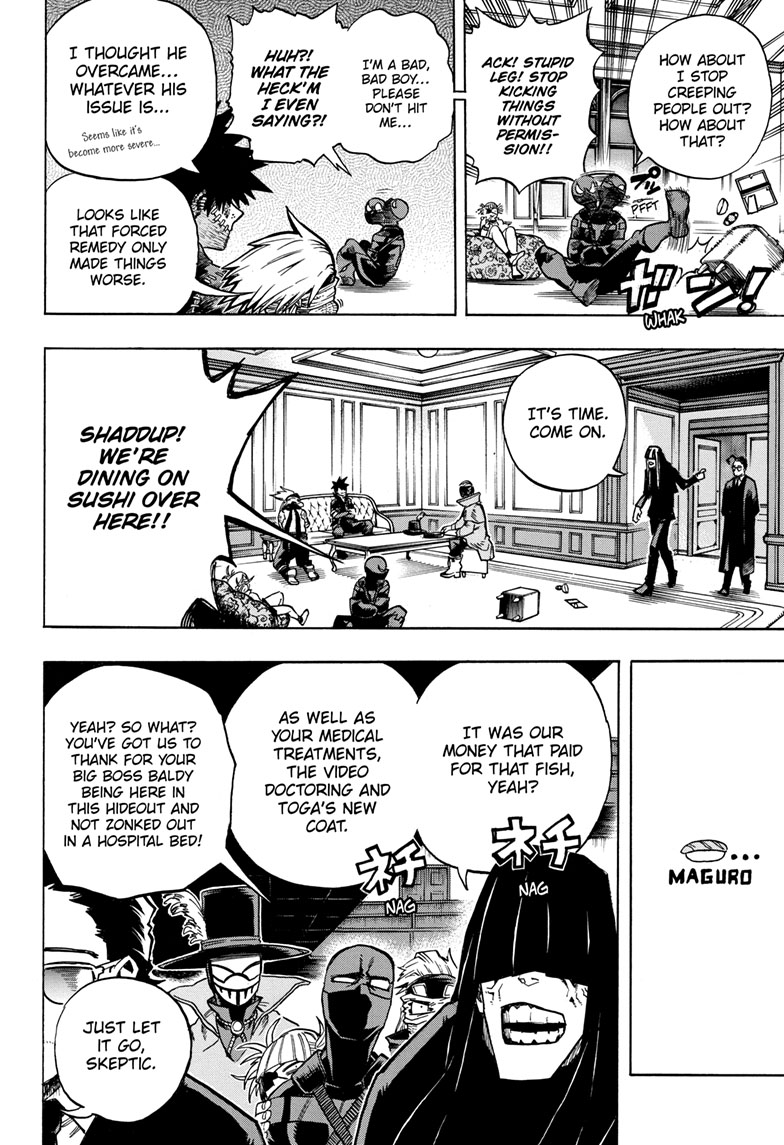 HOW ABOUT
I STOP
CREEPING
PEOPLE OUT?
HOW ABOUT
THAT?
ACK! STUPID
LEG! STOP
KICKING
THINGS
WITHOUT
PERMIS-
SION!!
プッ
PFFT
ガッ
WHAK
I'M A BAD,
BAD BOY...
PLEASE
DON'T HIT
ME...
HUH?!
WHAT THE
HECK'M
I EVEN
SAYING?!
I THOUGHT HE
OVERCAME...
WHATEVER HIS
ISSUE IS...
Seems like it's
become more severe...
LOOKS LIKE
THAT FORCED
REMEDY ONLY
MADE THINGS
WORSE.
IT'S TIME.
COME ON.
SHADDUP!
WE'RE
DINING ON
SUSHI OVER
HERE!!
...
MAGURO
IT WAS OUR
MONEY THAT PAID
FOR THAT FISH,
YEAH?
ネチ
NAG
AS WELL AS
YOUR MEDICAL
TREATMENTS,
THE VIDEO
DOCTORING AND
TOGA'S NEW
COAT.
ネチ
NAG
YEAH? SO WHAT?
YOU'VE GOT US TO
THANK FOR YOUR
BIG BOSS BALDY
BEING HERE IN
THIS HIDEOUT AND
NOT ZONKED OUT
IN A HOSPITAL BED!
JUST LET
IT GO,
SKEPTIC.